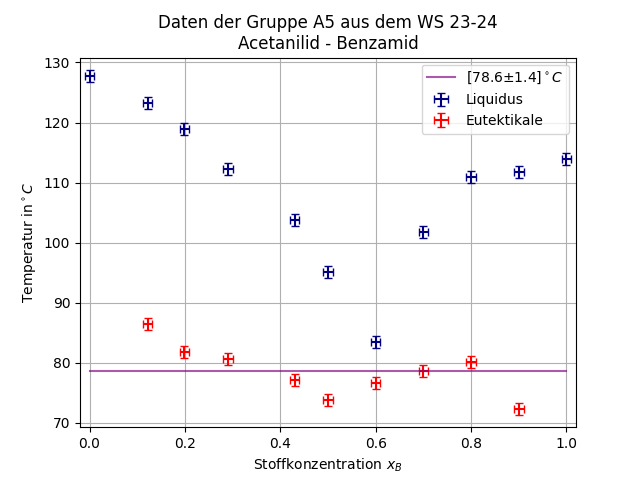 Daten der Gruppe A5 aus dem WS 23-24
Acetanilid - Benzamid
[78.6±1.4]°C
Liquidus
Eutektikale
Temperatur in°C
130
120
110
100
90
80
70
0.0 0.2 0.4 0.6 0.8 1.0
Stoffkonzentration x_B